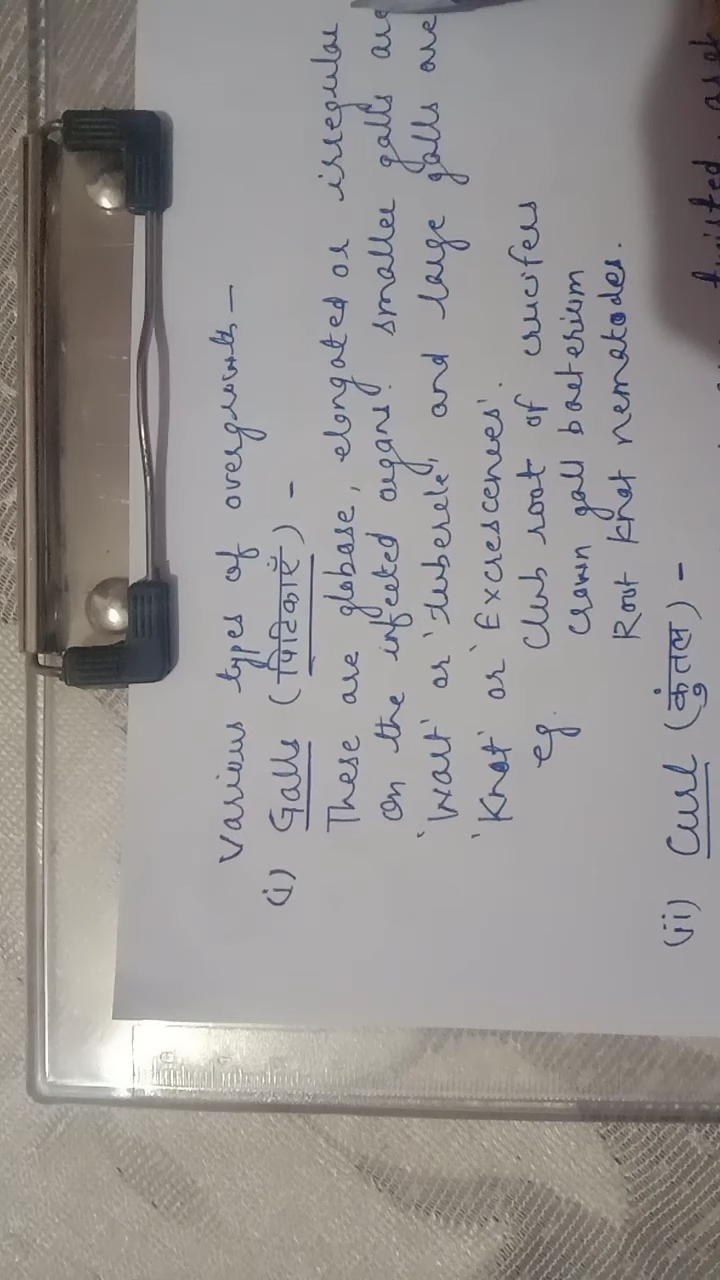 Various types of overgrowth –
(i) Galls (पिटिकाएँ) –
These are globase, elongated or irregular
on the infected organs. smaller galls are
'wart' or 'tubercle' and large galls are
'Knot' or 'Excrescences'.
eg. Club root of crucifers
Crown gall bacterium
Root knot nematodes.
(ii) Curl (कुंतल) –
twisted